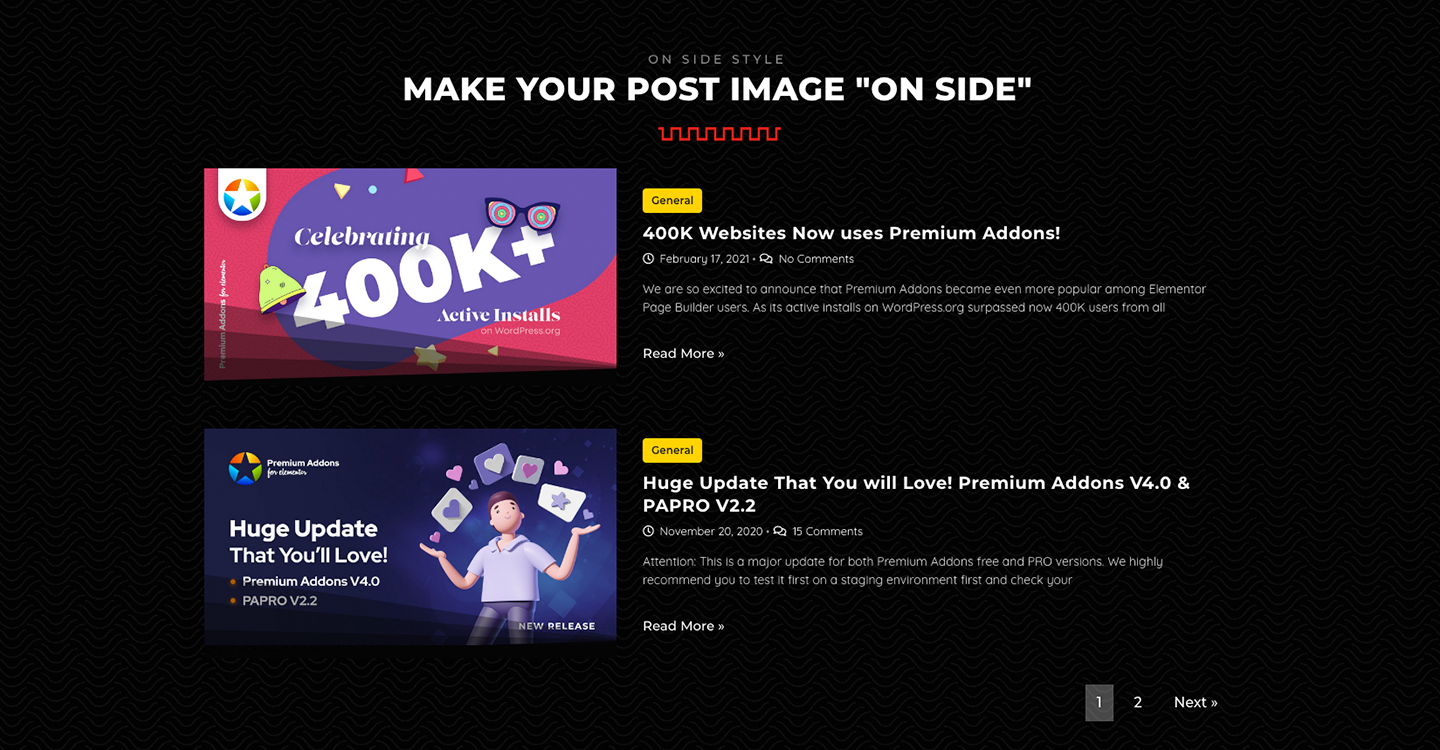 ON SIDE STYLE
MAKE YOUR POST IMAGE "ON SIDE"
Celebrating
400K+
Active Installs
on WordPress.org
Premium Addons for elementor
General
400K Websites Now uses Premium Addons!
February 17, 2021 • No Comments
We are so excited to announce that Premium Addons became even more popular among Elementor
Page Builder users. As its active installs on WordPress.org surpassed now 400K users from all
Read More »
Premium Addons
for elementor
Huge Update
That You'll Love!
• Premium Addons V4.0
• PAPRO V2.2
NEW RELEASE
General
Huge Update That You will Love! Premium Addons V4.0 &
PAPRO V2.2
November 20, 2020 • 15 Comments
Attention: This is a major update for both Premium Addons free and PRO versions. We highly
recommend you to test it first on a staging environment first and check your
Read More »
1 2 Next »